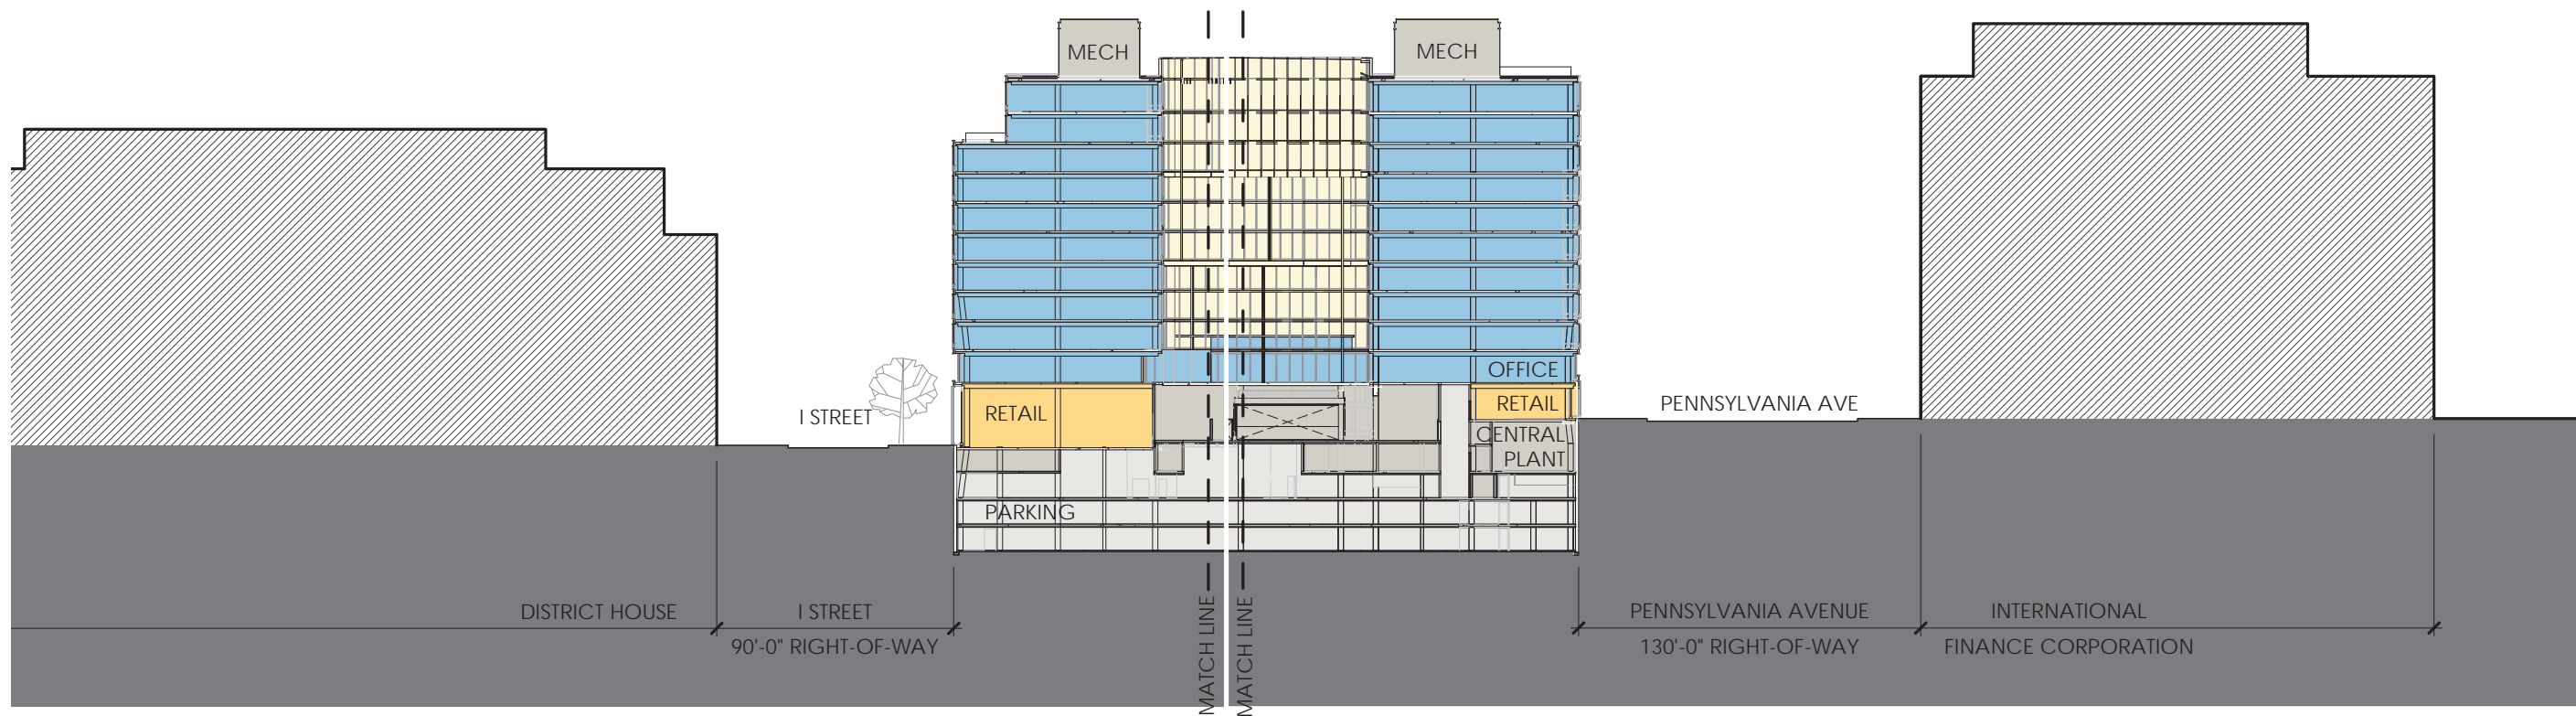 MECH
MECH
OFFICE
I STREET
RETAIL
RETAIL
PENNSYLVANIA AVE
CENTRAL
PLANT
PARKING
DISTRICT HOUSE
I STREET
90'-0" RIGHT-OF-WAY
MATCH LINE
MATCH LINE
PENNSYLVANIA AVENUE
130'-0" RIGHT-OF-WAY
INTERNATIONAL
FINANCE CORPORATION